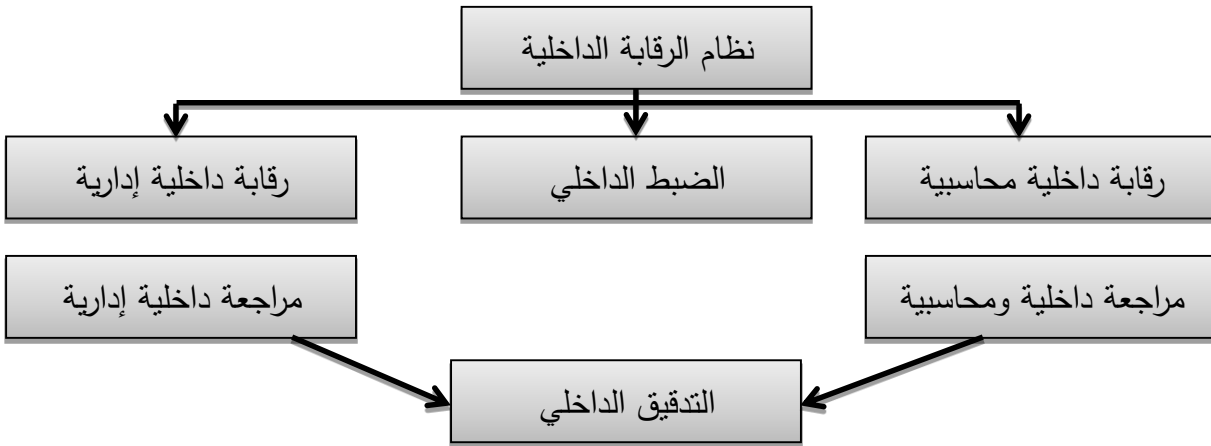 نظام الرقابة الداخلية
رقابة داخلية محاسبية
الضبط الداخلي
رقابة داخلية إدارية
مراجعة داخلية ومحاسبية
مراجعة داخلية إدارية
التدقيق الداخلي